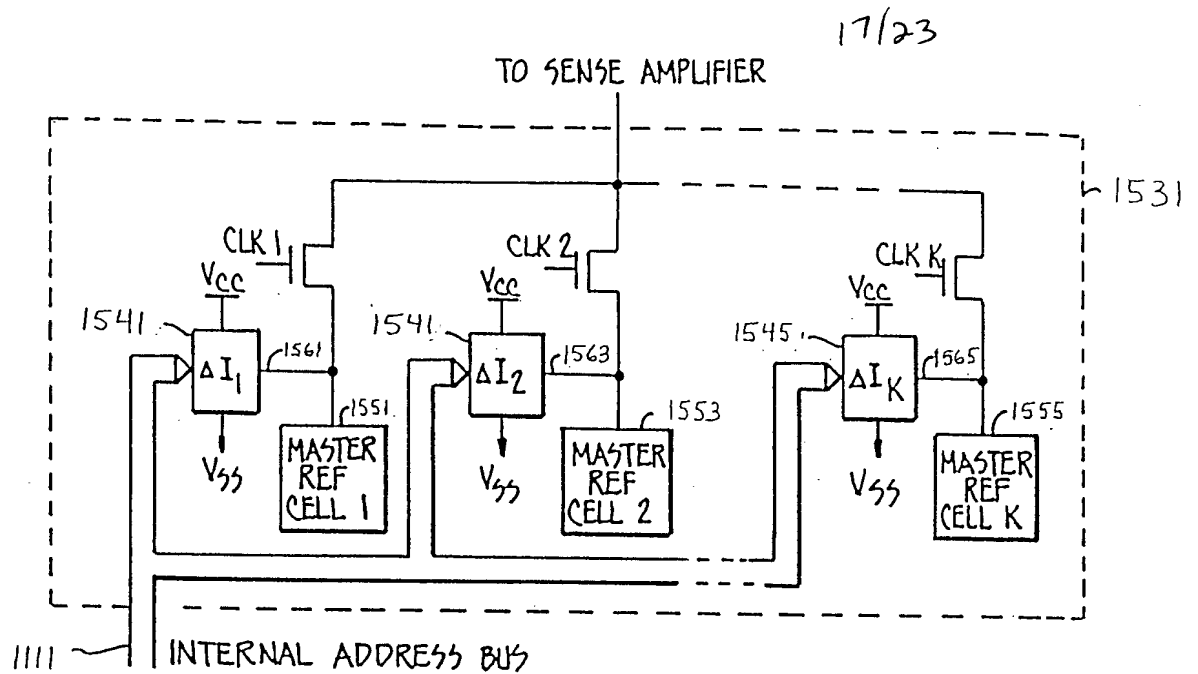 17/23
TO SENSE AMPLIFIER
1531
CLK 1
CLK 2
CLK K
VCC
VCC
VCC
1541
1541
1545
ΔI1
1561
ΔI2
1563
ΔIK
1565
1551
1553
1555
VSS
VSS
VSS
MASTER
REF
CELL 1
MASTER
REF
CELL 2
MASTER
REF
CELL K
1111
INTERNAL ADDRESS BUS